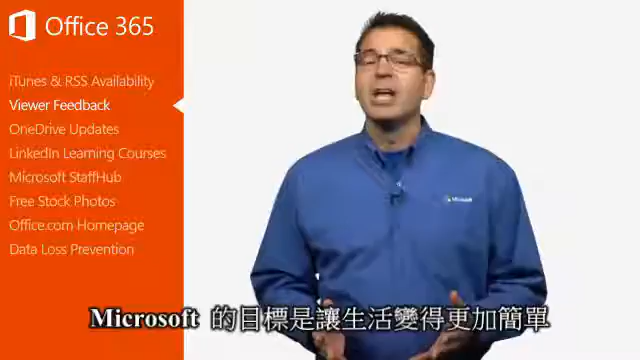 Office 365
iTunes & RSS Availability
Viewer Feedback
OneDrive Updates
LinkedIn Learning Courses
Microsoft StaffHub
Free Stock Photos
Office.com Homepage
Data Loss Prevention
Microsoft
Microsoft 的目標是讓生活變得更加簡單